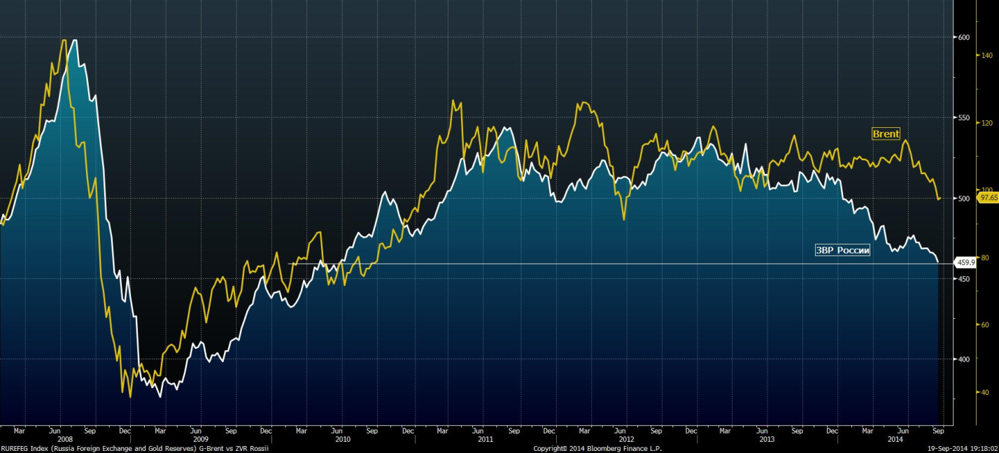 600
140
550
120
Brent
100
97.65
500
ЗВР России
80
459.9
450
60
400
40
Mar Jun Sep Dec Mar Jun Sep Dec Mar Jun Sep Dec Mar Jun Sep Dec Mar Jun Sep Dec Mar Jun Sep Dec Mar Jun Sep
2008 2009 2010 2011 2012 2013 2014
RUREFEG Index (Russia Foreign Exchange and Gold Reserves) G-Brent vs ZVR Rossii Copyright© 2014 Bloomberg Finance L.P. 19-Sep-2014 19:18:02